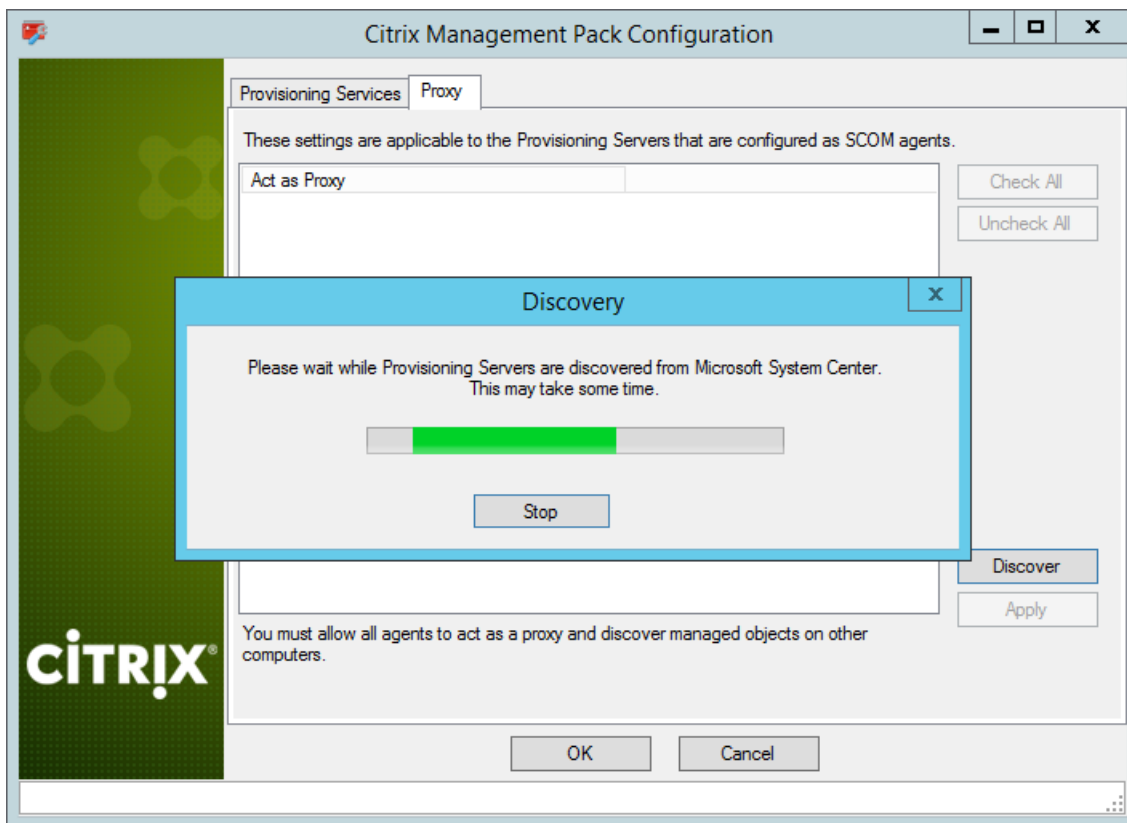 Citrix Management Pack Configuration
Provisioning Services
Proxy
These settings are applicable to the Provisioning Servers that are configured as SCOM agents.
Act as Proxy
Check All
Uncheck All
Discovery
Please wait while Provisioning Servers are discovered from Microsoft System Center.
This may take some time.
Stop
Discover
Apply
You must allow all agents to act as a proxy and discover managed objects on other
computers.
CİTRIX®
OK
Cancel